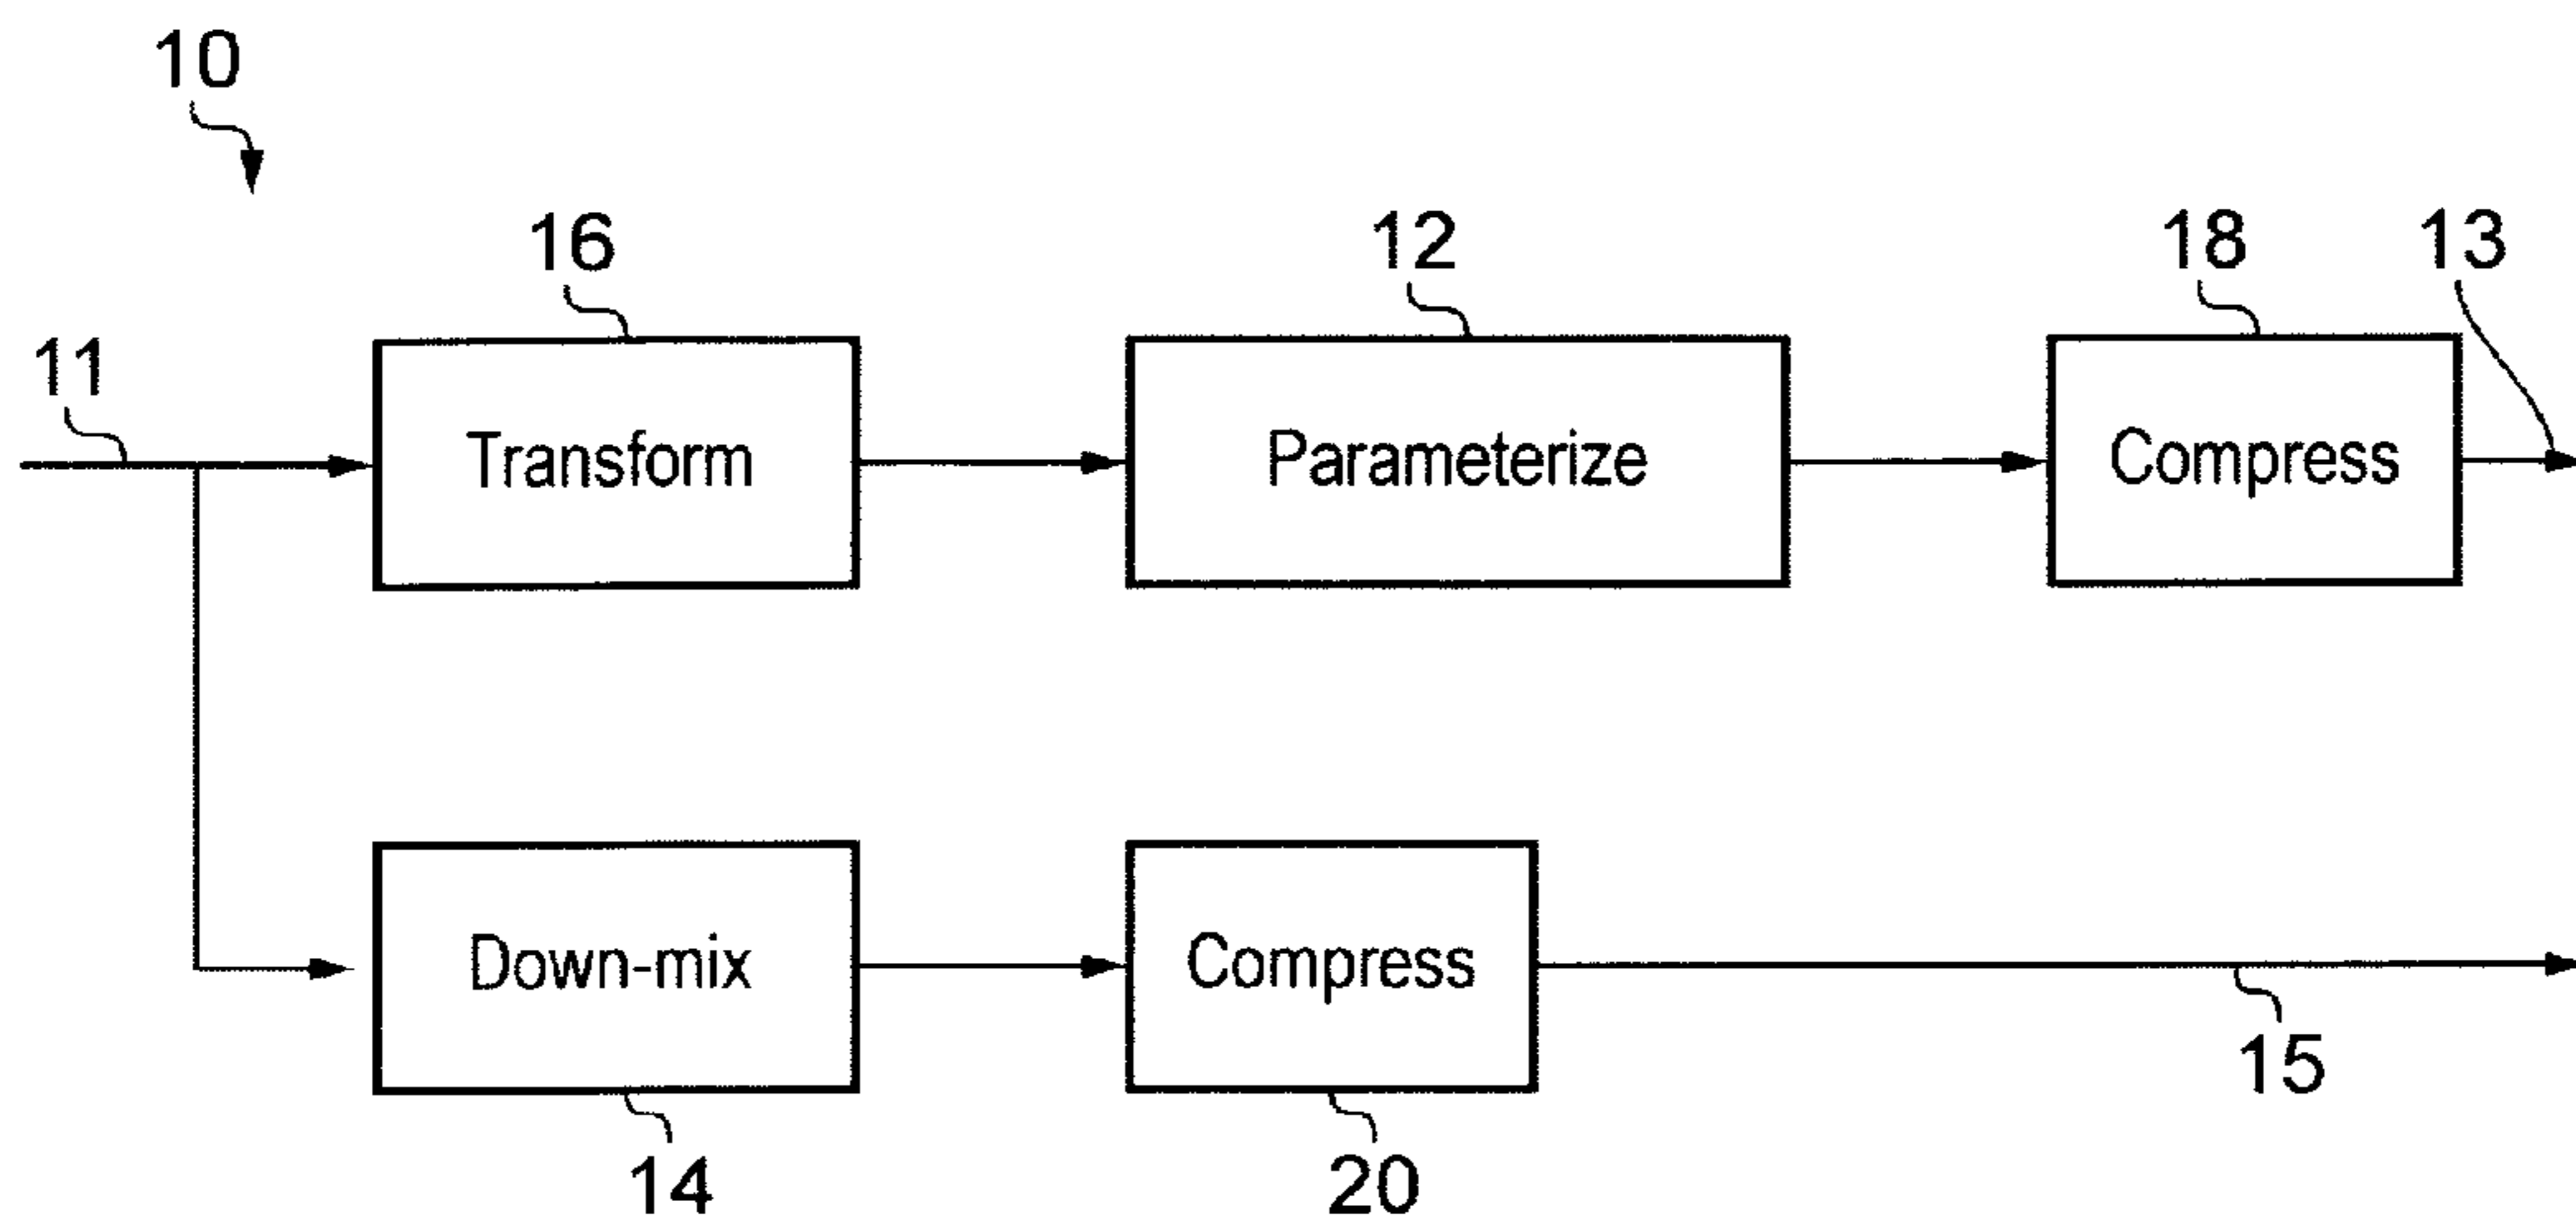 10
16
12
18
13
11
Transform
Parameterize
Compress
Down-mix
Compress
15
14
20